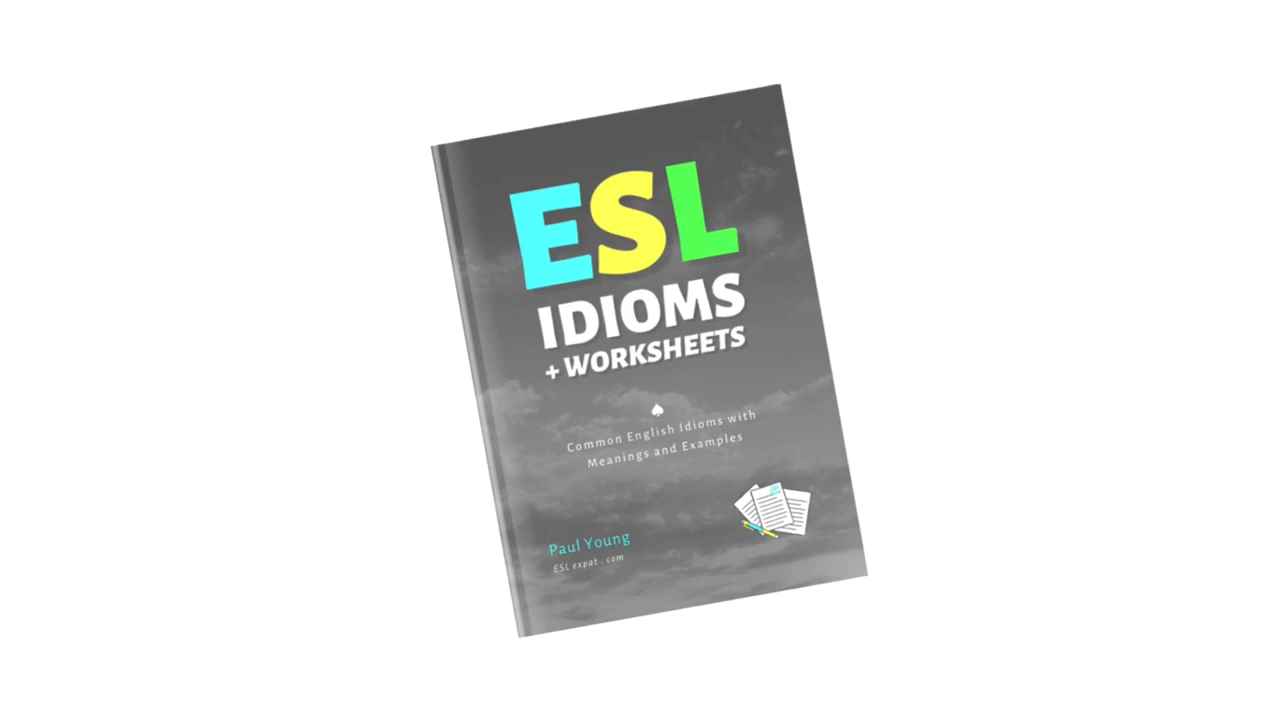 ESL
IDIOMS
+ WORKSHEETS
Common English Idioms with
Meanings and Examples
Paul Young
ESL expat . com